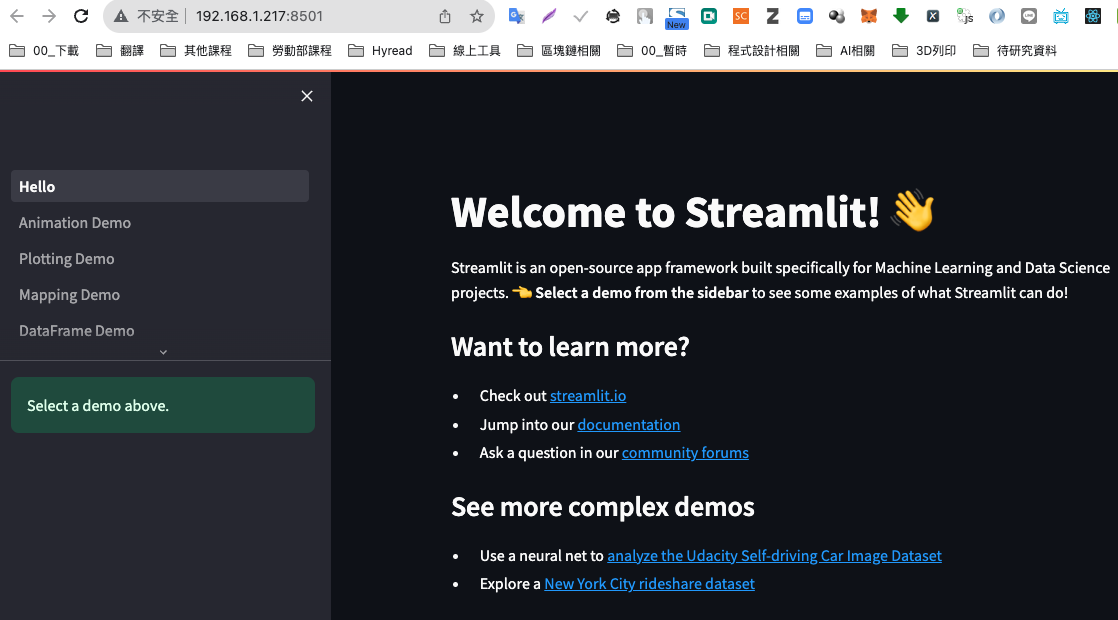 不安全 192.168.1.217:8501
SC
New
Z
X
js
00_下載 翻譯 其他課程 勞動部課程 Hyread 線上工具 區塊鏈相關 00_暫時 程式設計相關 AI相關 3D列印 待研究資料
Hello
Animation Demo
Plotting Demo
Mapping Demo
DataFrame Demo
Select a demo above.
Welcome to Streamlit! 👋
Streamlit is an open-source app framework built specifically for Machine Learning and Data Science
projects. 👈 Select a demo from the sidebar to see some examples of what Streamlit can do!
Want to learn more?
• Check out streamlit.io
• Jump into our documentation
• Ask a question in our community forums
See more complex demos
• Use a neural net to analyze the Udacity Self-driving Car Image Dataset
• Explore a New York City rideshare dataset